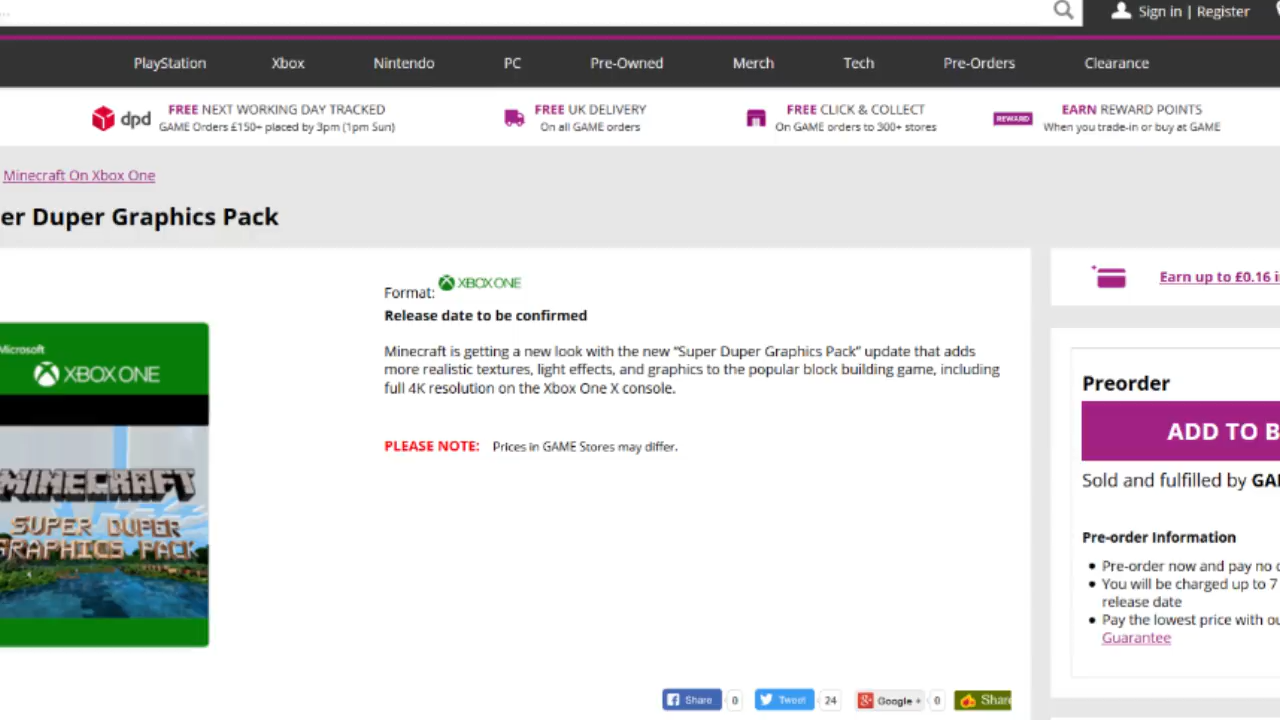 Sign in | Register
PlayStation Xbox Nintendo PC Pre-Owned Merch Tech Pre-Orders Clearance
dpd
FREE NEXT WORKING DAY TRACKED
GAME Orders £150+ placed by 3pm (1pm Sun)
FREE UK DELIVERY
On all GAME orders
FREE CLICK & COLLECT
On GAME orders to 300+ stores
REWARD
EARN REWARD POINTS
When you trade-in or buy at GAME
Minecraft On Xbox One
er Duper Graphics Pack
Microsoft
XBOX ONE
MINECRAFT
SUPER DUPER
GRAPHICS PACK
Format: XBOX ONE
Release date to be confirmed
Minecraft is getting a new look with the new “Super Duper Graphics Pack” update that adds
more realistic textures, light effects, and graphics to the popular block building game, including
full 4K resolution on the Xbox One X console.
PLEASE NOTE: Prices in GAME Stores may differ.
Share 0
Tweet 24
Google + 0
Share
Earn up to £0.16 i
Preorder
ADD TO B
Sold and fulfilled by GA
Pre-order Information
Pre-order now and pay no
You will be charged up to 7
release date
Pay the lowest price with ou
Guarantee